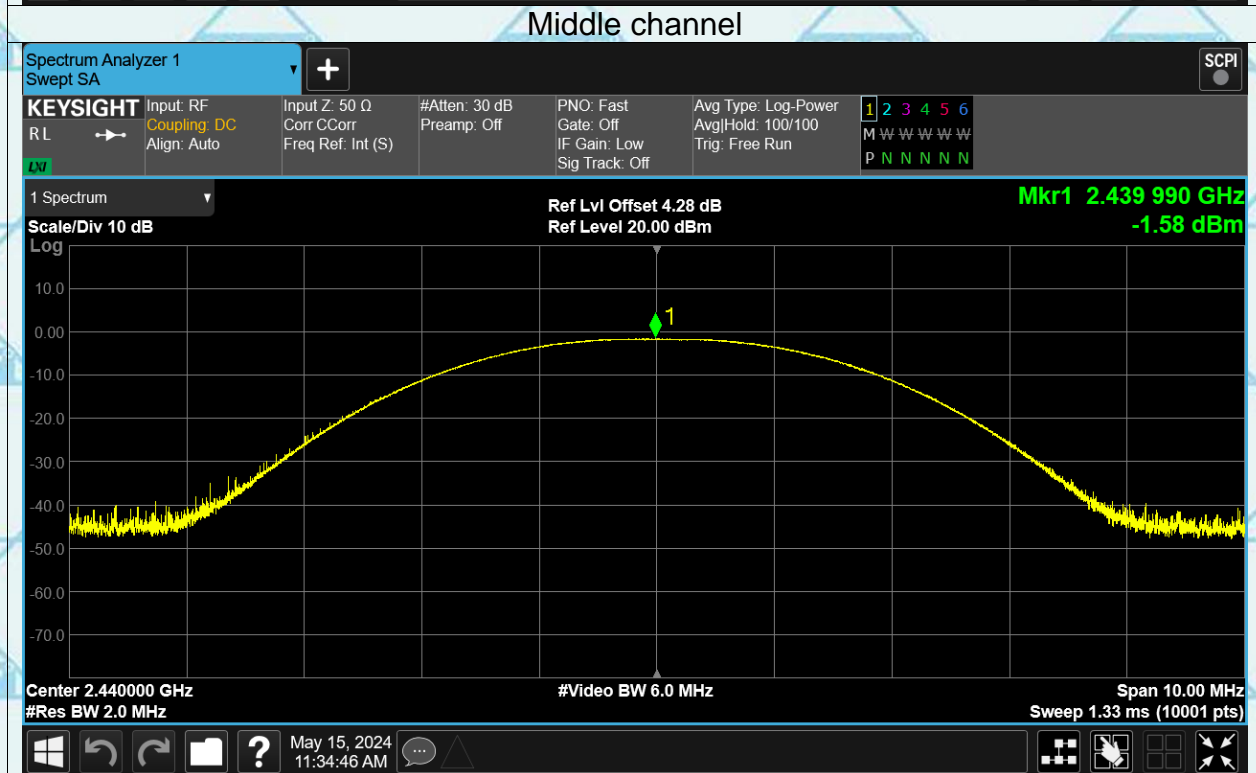 Middle channel
Spectrum Analyzer 1
Swept SA
SCPI
KEYSIGHT
R L
LXI
Input: RF
Coupling: DC
Align: Auto
Input Z: 50 Ω
Corr CCorr
Freq Ref: Int (S)
#Atten: 30 dB
Preamp: Off
PNO: Fast
Gate: Off
IF Gain: Low
Sig Track: Off
Avg Type: Log-Power
Avg|Hold: 100/100
Trig: Free Run
1 2 3 4 5 6
M W W W W W
P N N N N N
1 Spectrum
Scale/Div 10 dB
Ref Lvl Offset 4.28 dB
Ref Level 20.00 dBm
Mkr1 2.439 990 GHz
-1.58 dBm
Log
10.0
0.00
-10.0
-20.0
-30.0
-40.0
-50.0
-60.0
-70.0
1
Center 2.440000 GHz
#Res BW 2.0 MHz
#Video BW 6.0 MHz
Span 10.00 MHz
Sweep 1.33 ms (10001 pts)
?
May 15, 2024
11:34:46 AM